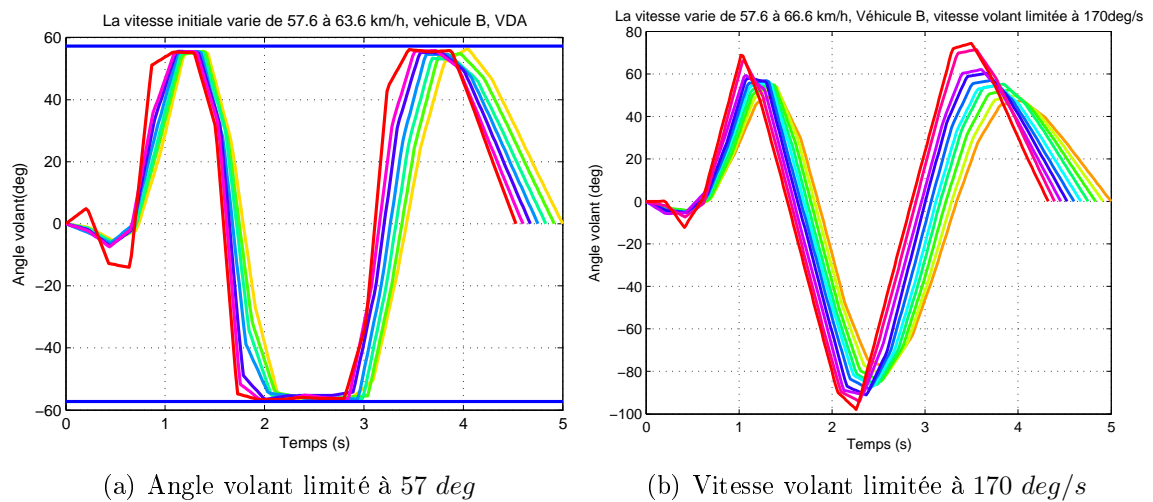 La vitesse initiale varie de 57.6 à 63.6 km/h, vehicule B, VDA
60
40
20
0
−20
−40
−60
Angle volant(deg)
0 1 2 3 4 5
Temps (s)
(a) Angle volant limité à 57 deg
La vitesse varie de 57.6 à 66.6 km/h, Véhicule B, vitesse volant limitée à 170deg/s
80
60
40
20
0
−20
−40
−60
−80
−100
Angle volant (deg)
0 1 2 3 4 5
Temps (s)
(b) Vitesse volant limitée à 170 deg/s